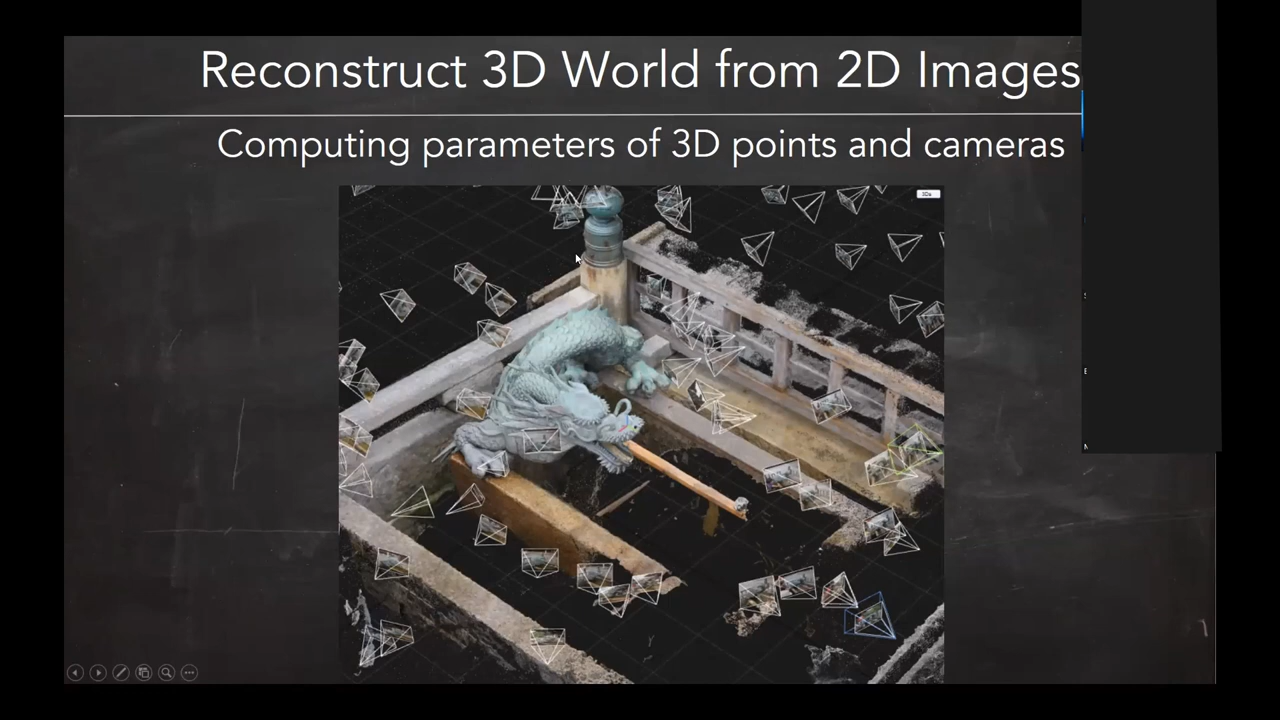 Reconstruct 3D World from 2D Images
Computing parameters of 3D points and cameras